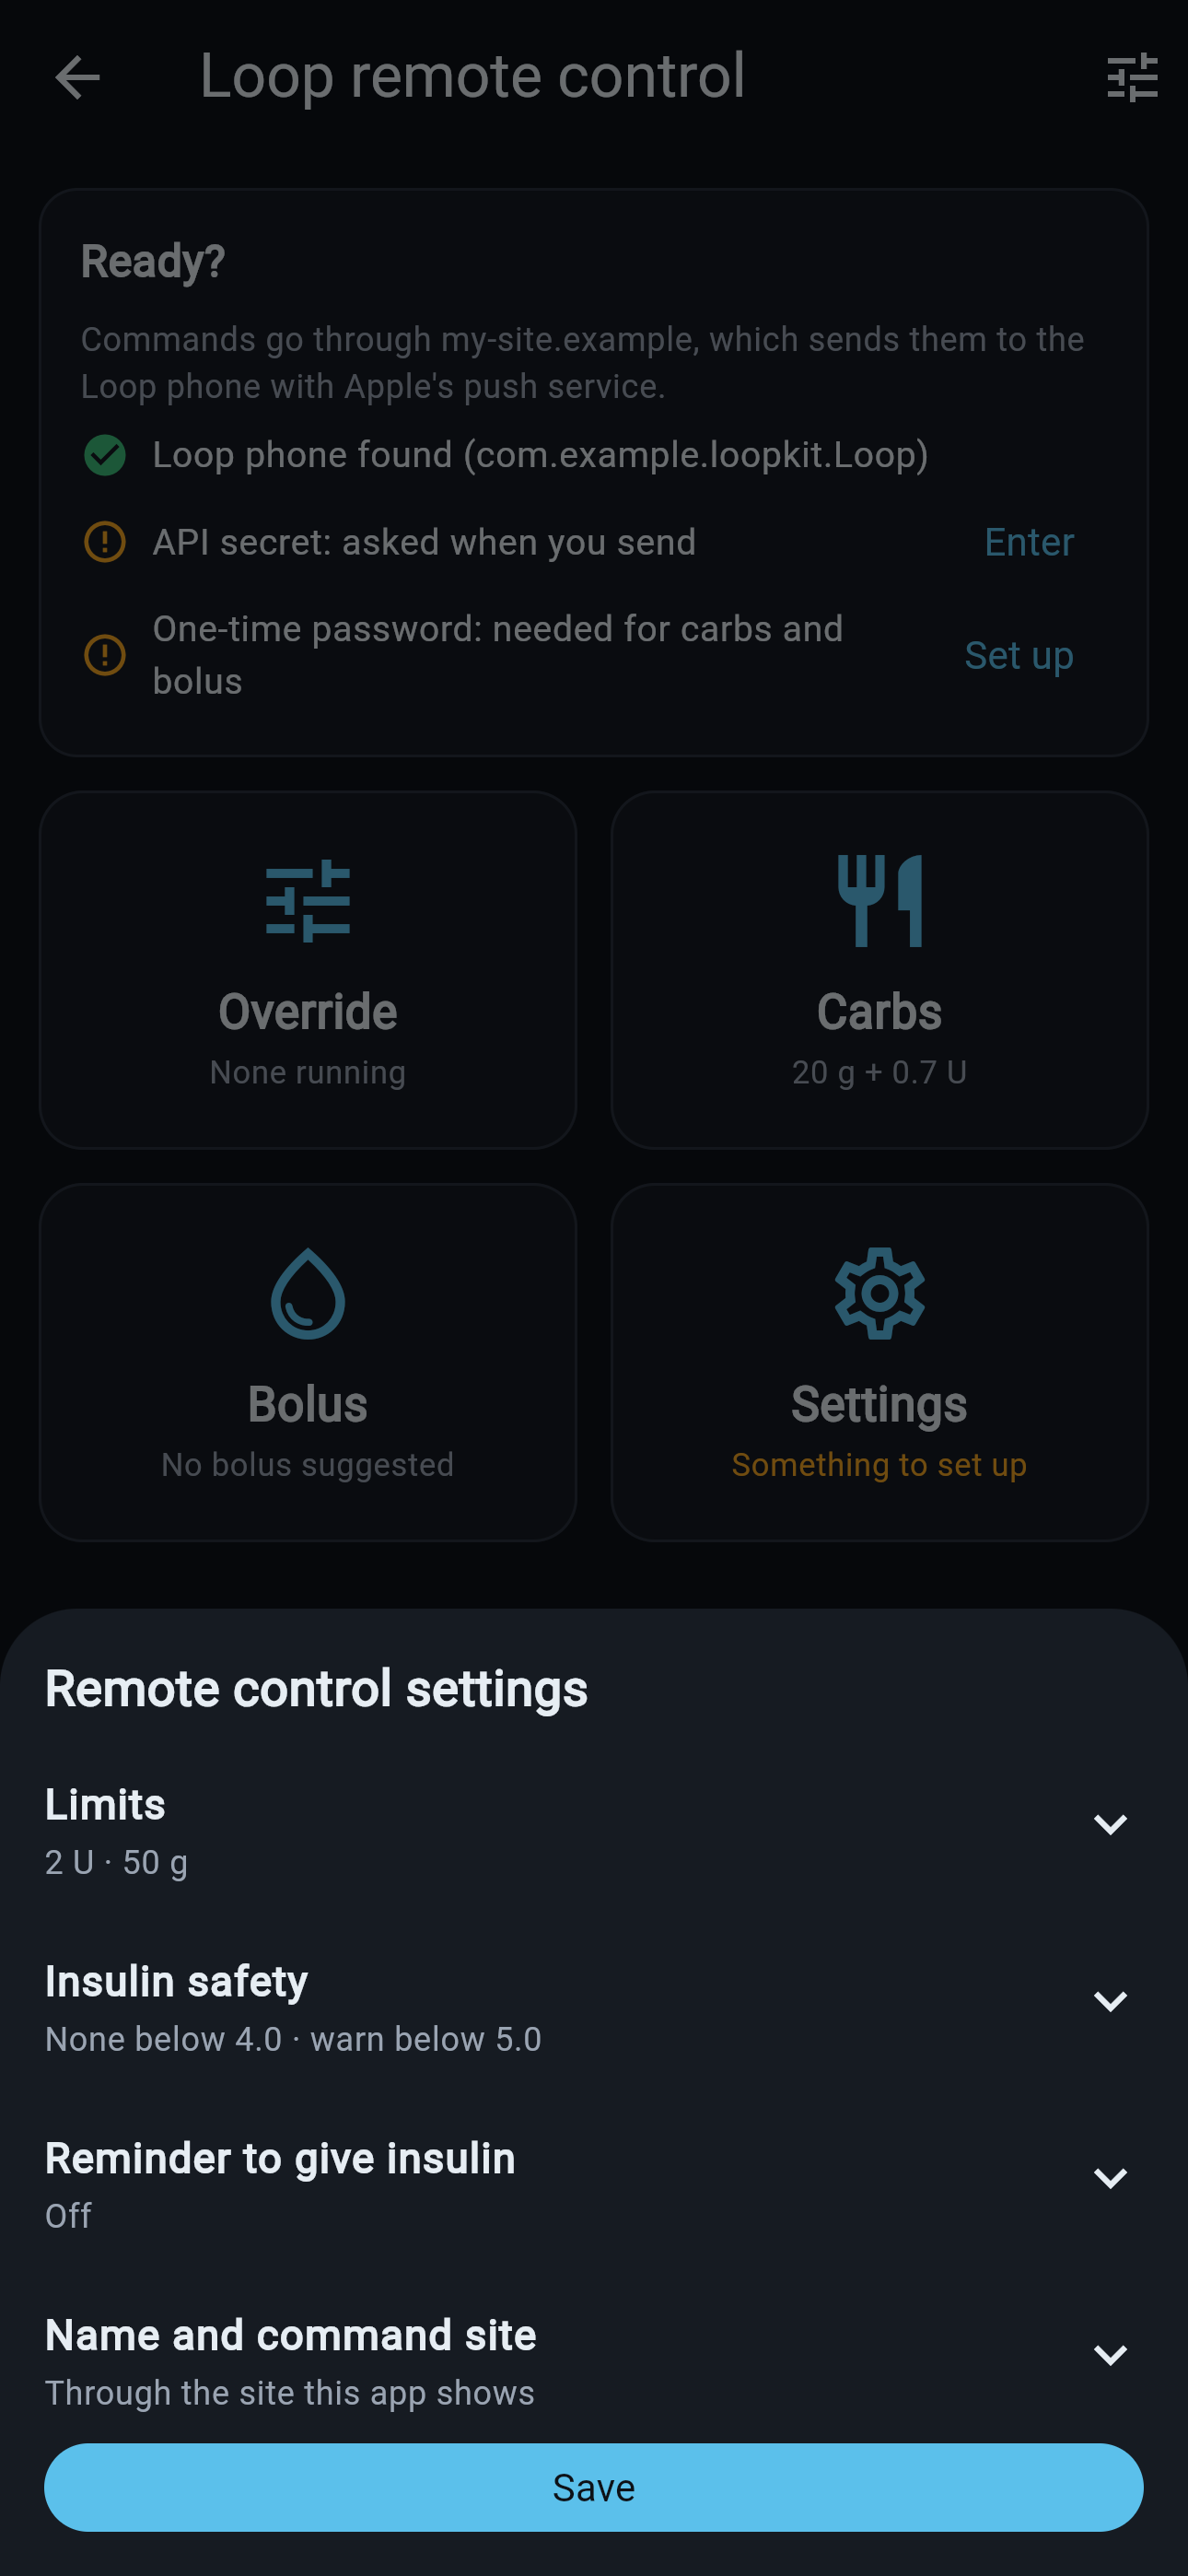 Loop remote control
Ready?
Commands go through my-site.example, which sends them to the
Loop phone with Apple's push service.
Loop phone found (com.example.loopkit.Loop)
API secret: asked when you send
Enter
One-time password: needed for carbs and
bolus
Set up
Override
None running
Carbs
20 g + 0.7 U
Bolus
No bolus suggested
Settings
Something to set up
Remote control settings
Limits
2 U · 50 g
Insulin safety
None below 4.0 · warn below 5.0
Reminder to give insulin
Off
Name and command site
Through the site this app shows
Save